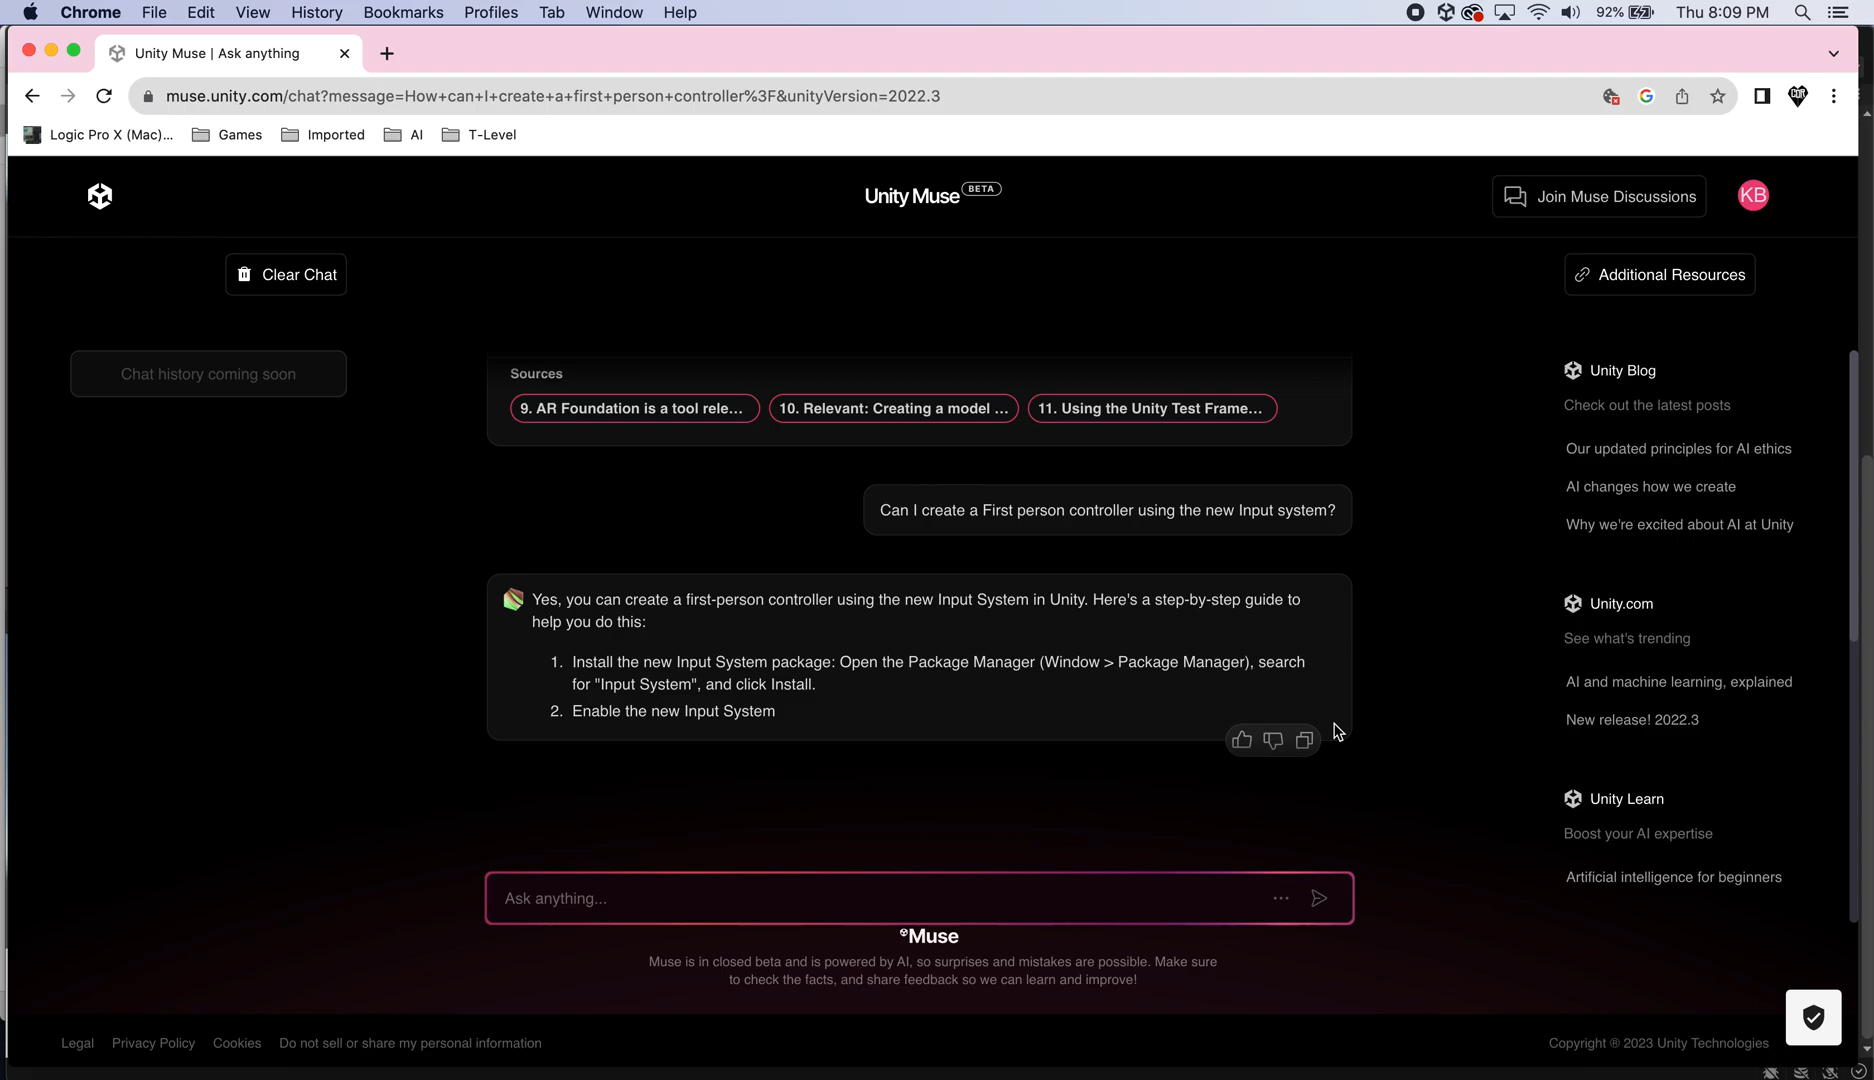 Chrome File Edit View History Bookmarks Profiles Tab Window Help 92% Thu 8:09 PM
Unity Muse | Ask anything
muse.unity.com/chat?message=How+can+I+create+a+first+person+controller%3F&unityVersion=2022.3
Logic Pro X (Mac)... Games Imported AI T-Level
Unity Muse BETA
Join Muse Discussions
KB
Clear Chat
Additional Resources
Chat history coming soon
Sources
9. AR Foundation is a tool rele... 10. Relevant: Creating a model ... 11. Using the Unity Test Frame...
Can I create a First person controller using the new Input system?
Yes, you can create a first-person controller using the new Input System in Unity. Here's a step-by-step guide to
help you do this:
1. Install the new Input System package: Open the Package Manager (Window > Package Manager), search
for "Input System", and click Install.
2. Enable the new Input System
Unity Blog
Check out the latest posts
Our updated principles for AI ethics
AI changes how we create
Why we're excited about AI at Unity
Unity.com
See what's trending
AI and machine learning, explained
New release! 2022.3
Unity Learn
Boost your AI expertise
Artificial intelligence for beginners
Ask anything...
Muse
Muse is in closed beta and is powered by AI, so surprises and mistakes are possible. Make sure
to check the facts, and share feedback so we can learn and improve!
Legal Privacy Policy Cookies Do not sell or share my personal information
Copyright ® 2023 Unity Technologies